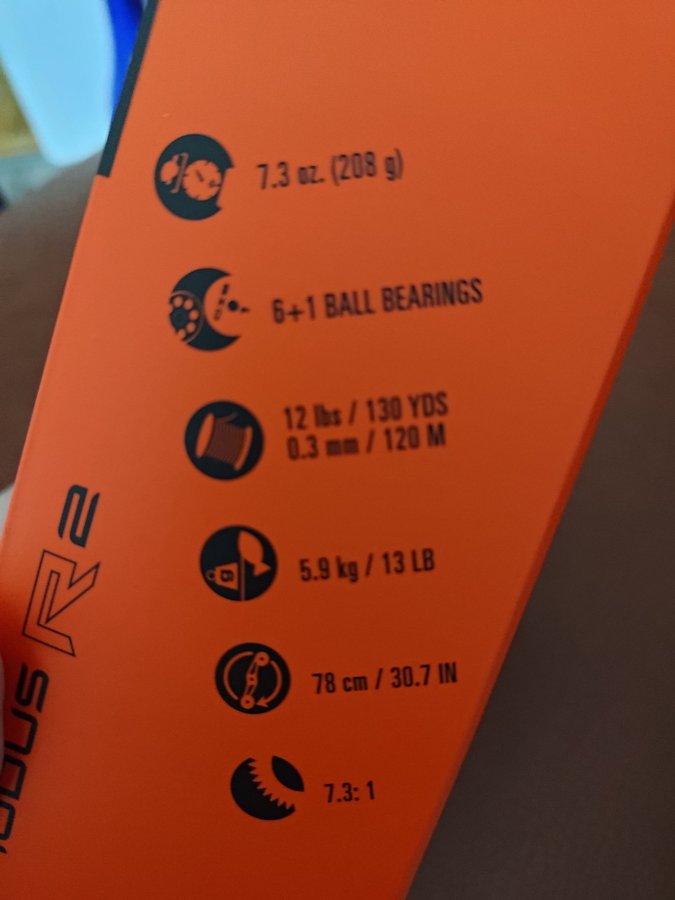 7.3 oz. (208 g)
6+1 BALL BEARINGS
12 lbs / 130 YDS
0.3 mm / 120 M
5.9 kg / 13 LB
78 cm / 30.7 IN
7.3: 1
R2